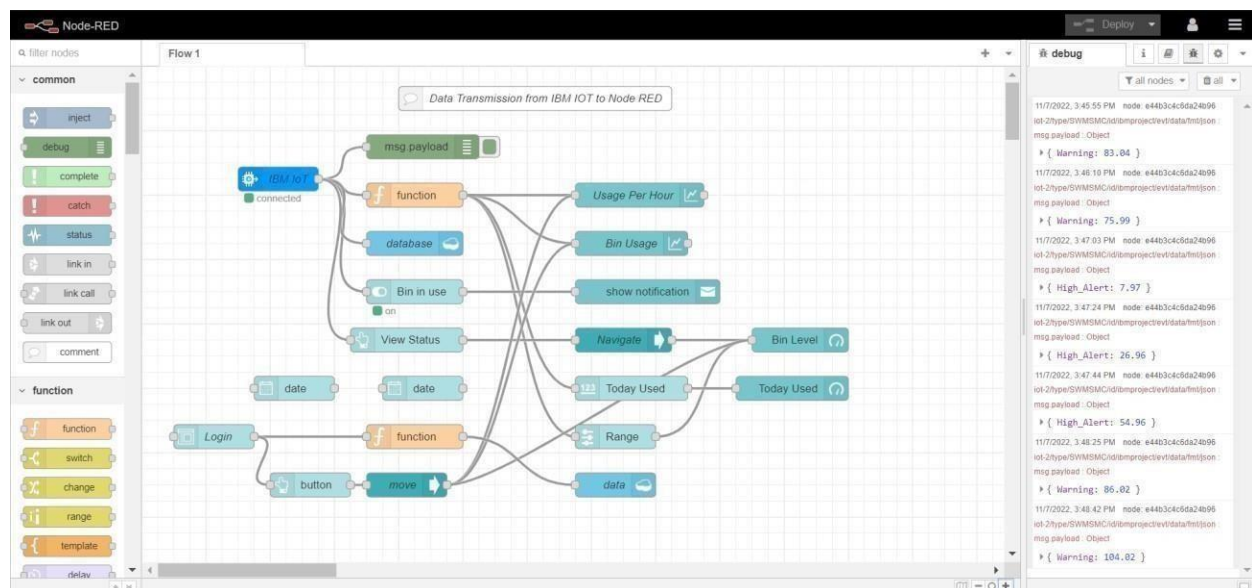 Node-RED
Deploy
filter nodes
Flow 1
debug
i
common
all nodes
all
Data Transmission from IBM IOT to Node RED
inject
debug
complete
catch
status
link in
link call
link out
comment
function
function
switch
change
range
template
delay
IBM IoT
connected
msg.payload
function
database
Bin in use
on
View Status
date
date
Login
function
button
move
Usage Per Hour
Bin Usage
show notification
Navigate
Bin Level
123
Today Used
Today Used
Range
data
11/7/2022, 3:45:55 PM node: e44b3c4c6da24b96
iot-2/type/SWMSMC/id/ibmproject/evt/data/fmt/json :
msg.payload : Object
{ Warning: 83.04 }
11/7/2022, 3:46:10 PM node: e44b3c4c6da24b96
iot-2/type/SWMSMC/id/ibmproject/evt/data/fmt/json :
msg.payload : Object
{ Warning: 75.99 }
11/7/2022, 3:47:03 PM node: e44b3c4c6da24b96
iot-2/type/SWMSMC/id/ibmproject/evt/data/fmt/json :
msg.payload : Object
{ High_Alert: 7.97 }
11/7/2022, 3:47:24 PM node: e44b3c4c6da24b96
iot-2/type/SWMSMC/id/ibmproject/evt/data/fmt/json :
msg.payload : Object
{ High_Alert: 26.96 }
11/7/2022, 3:47:44 PM node: e44b3c4c6da24b96
iot-2/type/SWMSMC/id/ibmproject/evt/data/fmt/json :
msg.payload : Object
{ High_Alert: 54.96 }
11/7/2022, 3:48:25 PM node: e44b3c4c6da24b96
iot-2/type/SWMSMC/id/ibmproject/evt/data/fmt/json :
msg.payload : Object
{ Warning: 86.02 }
11/7/2022, 3:48:42 PM node: e44b3c4c6da24b96
iot-2/type/SWMSMC/id/ibmproject/evt/data/fmt/json :
msg.payload : Object
{ Warning: 104.02 }